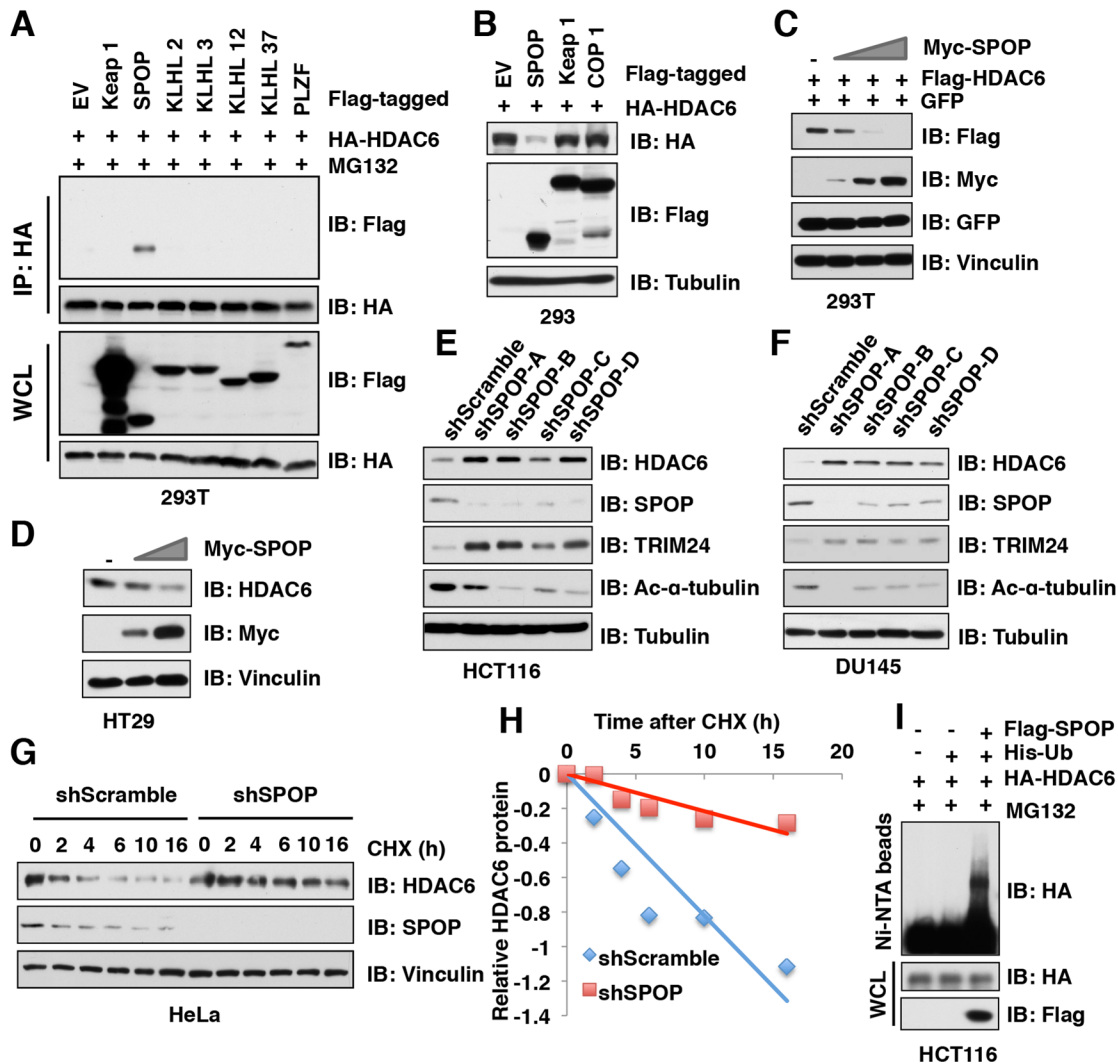 A
EV
Keap 1
SPOP
KLHL 2
KLHL 3
KLHL 12
KLHL 37
PLZF
Flag-tagged
+ + + + + + + + HA-HDAC6
+ + + + + + + + MG132
IP: HA
IB: Flag
IB: HA
WCL
IB: Flag
IB: HA
293T
B
EV
SPOP
Keap 1
COP 1
Flag-tagged
+ + + + HA-HDAC6
IB: HA
IB: Flag
IB: Tubulin
293
C
- Myc-SPOP
+ + + + Flag-HDAC6
+ + + + GFP
IB: Flag
IB: Myc
IB: GFP
IB: Vinculin
293T
D
- Myc-SPOP
IB: HDAC6
IB: Myc
IB: Vinculin
HT29
E
shScramble
shSPOP-A
shSPOP-B
shSPOP-C
shSPOP-D
IB: HDAC6
IB: SPOP
IB: TRIM24
IB: Ac-α-tubulin
IB: Tubulin
HCT116
F
shScramble
shSPOP-A
shSPOP-B
shSPOP-C
shSPOP-D
IB: HDAC6
IB: SPOP
IB: TRIM24
IB: Ac-α-tubulin
IB: Tubulin
DU145
G
shScramble shSPOP
0 2 4 6 10 16 0 2 4 6 10 16 CHX (h)
IB: HDAC6
IB: SPOP
IB: Vinculin
HeLa
H
Time after CHX (h)
0 5 10 15 20
Relative HDAC6 protein
0
-0.2
-0.4
-0.6
-0.8
-1
-1.2
-1.4
shScramble
shSPOP
I
- - + Flag-SPOP
- + + His-Ub
+ + + HA-HDAC6
+ + + MG132
Ni-NTA beads
IB: HA
WCL
IB: HA
IB: Flag
HCT116